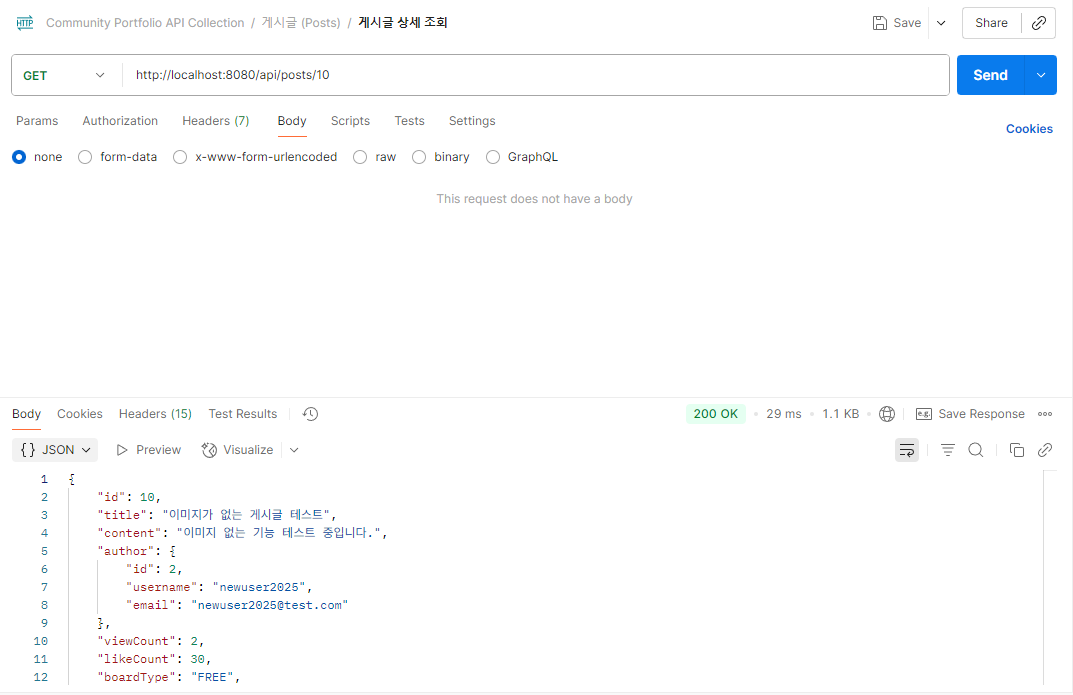 HTTP Community Portfolio API Collection / 게시글 (Posts) / 게시글 상세 조회 Save Share
GET http://localhost:8080/api/posts/10 Send
Params Authorization Headers (7) Body Scripts Tests Settings Cookies
none form-data x-www-form-urlencoded raw binary GraphQL
This request does not have a body
Body Cookies Headers (15) Test Results 200 OK • 29 ms • 1.1 KB • e.g. Save Response
{} JSON Preview Visualize
1 {
2 "id": 10,
3 "title": "이미지가 없는 게시글 테스트",
4 "content": "이미지 없는 기능 테스트 중입니다.",
5 "author": {
6 "id": 2,
7 "username": "newuser2025",
8 "email": "newuser2025@test.com"
9 },
10 "viewCount": 2,
11 "likeCount": 30,
12 "boardType": "FREE",